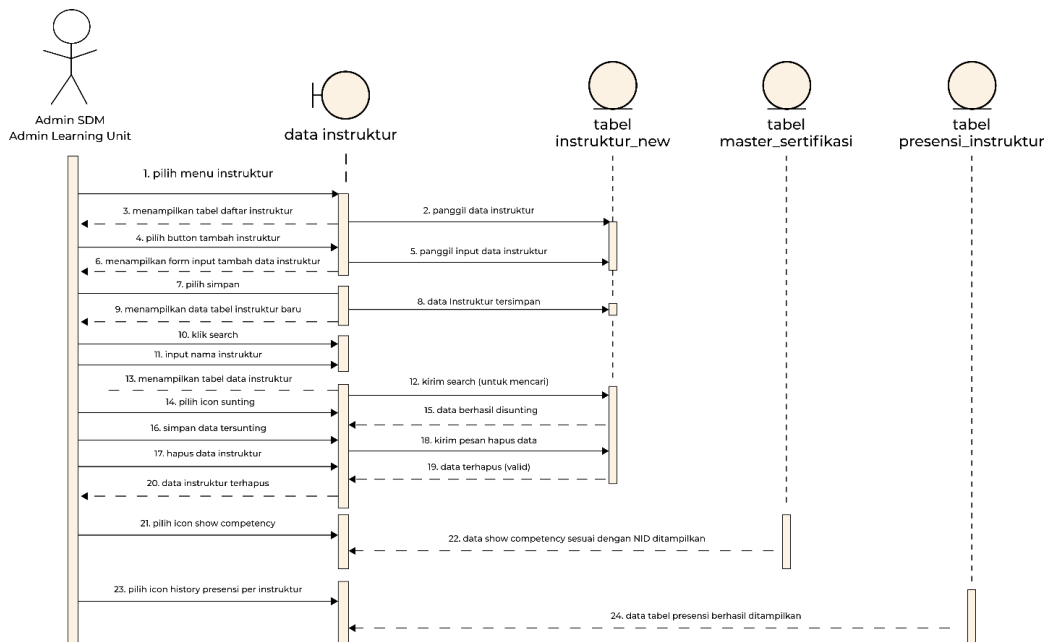 Admin SDM
Admin Learning Unit
data instruktur
tabel
instruktur_new
tabel
master_sertifikasi
tabel
presensi_instruktur
1. pilih menu instruktur
2. panggil data instruktur
3. menampilkan tabel daftar instruktur
4. pilih button tambah instruktur
5. panggil input data instruktur
6. menampilkan form input tambah data instruktur
7. pilih simpan
8. data Instruktur tersimpan
9. menampilkan data tabel instruktur baru
10. klik search
11. input nama instruktur
12. kirim search (untuk mencari)
13. menampilkan tabel data instruktur
14. pilih icon sunting
15. data berhasil disunting
16. simpan data tersunting
17. hapus data instruktur
18. kirim pesan hapus data
19. data terhapus (valid)
20. data instruktur terhapus
21. pilih icon show competency
22. data show competency sesuai dengan NID ditampilkan
23. pilih icon history presensi per instruktur
24. data tabel presensi berhasil ditampilkan